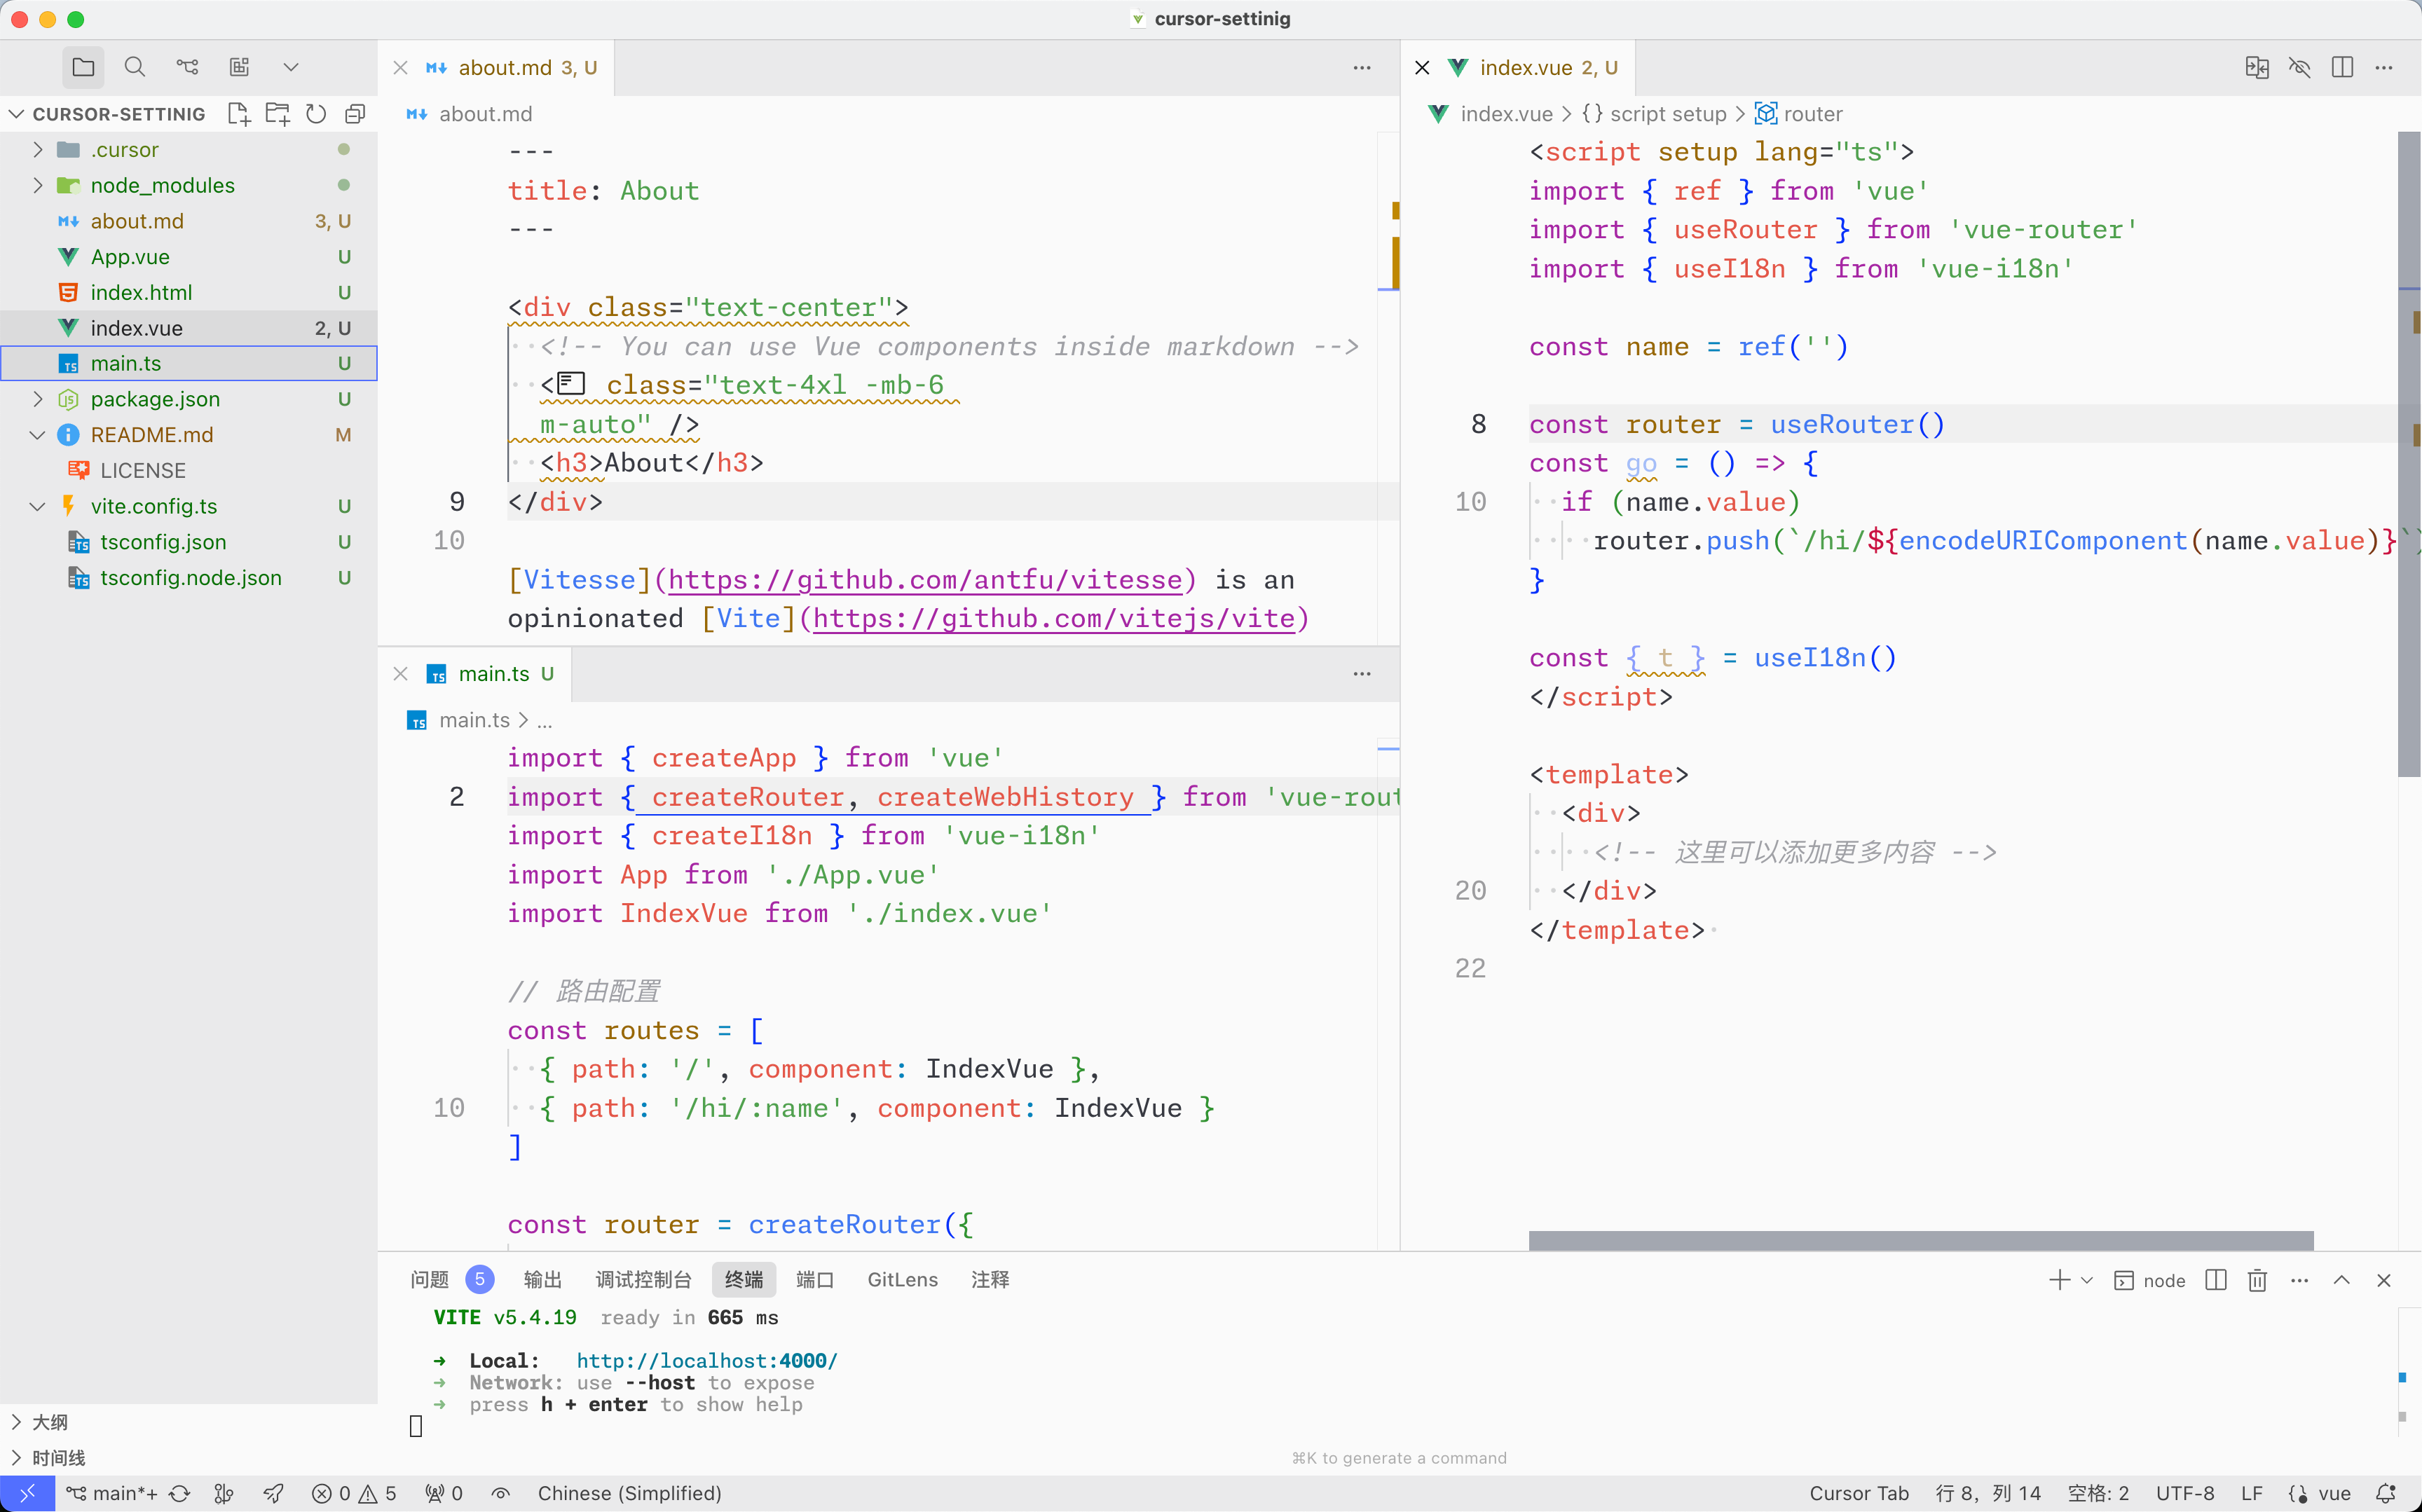 cursor-settinig
CURSOR-SETTINIG
.cursor
node_modules
about.md 3, U
App.vue U
index.html U
index.vue 2, U
main.ts U
package.json U
README.md M
LICENSE
vite.config.ts U
tsconfig.json U
tsconfig.node.json U
大纲
时间线
about.md 3, U
about.md
---
title: About
---
<div class="text-center">
<!-- You can use Vue components inside markdown -->
< class="text-4xl -mb-6
m-auto" />
<h3>About</h3>
9 </div>
10
[Vitesse](https://github.com/antfu/vitesse) is an
opinionated [Vite](https://github.com/vitejs/vite)
main.ts U
main.ts > ...
import { createApp } from 'vue'
2 import { createRouter, createWebHistory } from 'vue-rout
import { createI18n } from 'vue-i18n'
import App from './App.vue'
import IndexVue from './index.vue'
// 路由配置
const routes = [
{ path: '/', component: IndexVue },
10 { path: '/hi/:name', component: IndexVue }
]
const router = createRouter({
index.vue 2, U
index.vue > {} script setup > router
<script setup lang="ts">
import { ref } from 'vue'
import { useRouter } from 'vue-router'
import { useI18n } from 'vue-i18n'
const name = ref('')
8 const router = useRouter()
const go = () => {
10 if (name.value)
router.push(`/hi/${encodeURIComponent(name.value)}`)
}
const { t } = useI18n()
</script>
<template>
<div>
<!-- 这里可以添加更多内容 -->
20 </div>
</template>
22
问题 5 输出 调试控制台 终端 端口 GitLens 注释
node
VITE v5.4.19 ready in 665 ms
➜ Local: http://localhost:4000/
➜ Network: use --host to expose
➜ press h + enter to show help
⌘K to generate a command
main*+ 0 5 0 Chinese (Simplified)
Cursor Tab 行 8，列 14 空格: 2 UTF-8 LF vue